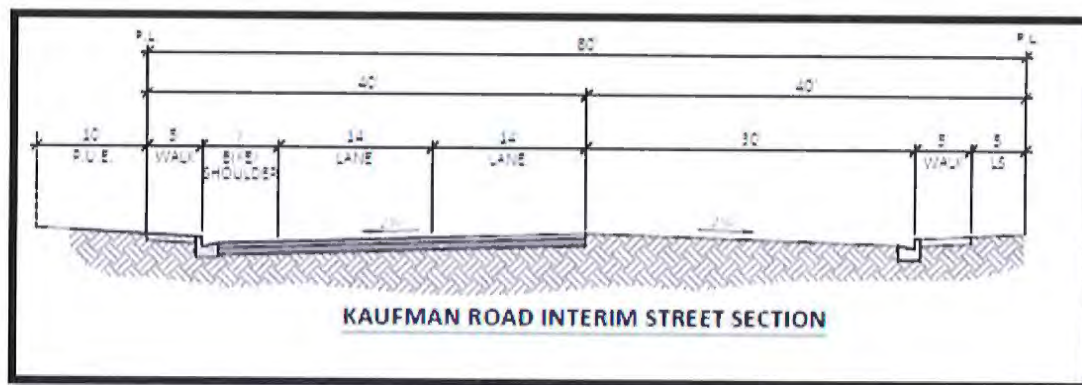 P.L.
P.L.
80'
40'
40'
10
5
7
14
14
30'
5
5
P.U.E.
WALK
BIKE/
SHOULDER
LANE
LANE
WALK
LS
2%
2%
KAUFMAN ROAD INTERIM STREET SECTION